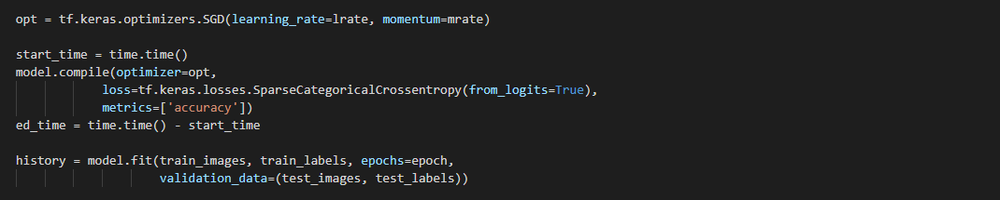 opt = tf.keras.optimizers.SGD(learning_rate=lrate, momentum=mrate)
start_time = time.time()
model.compile(optimizer=opt,
loss=tf.keras.losses.SparseCategoricalCrossentropy(from_logits=True),
metrics=['accuracy'])
ed_time = time.time() - start_time
history = model.fit(train_images, train_labels, epochs=epoch,
validation_data=(test_images, test_labels))